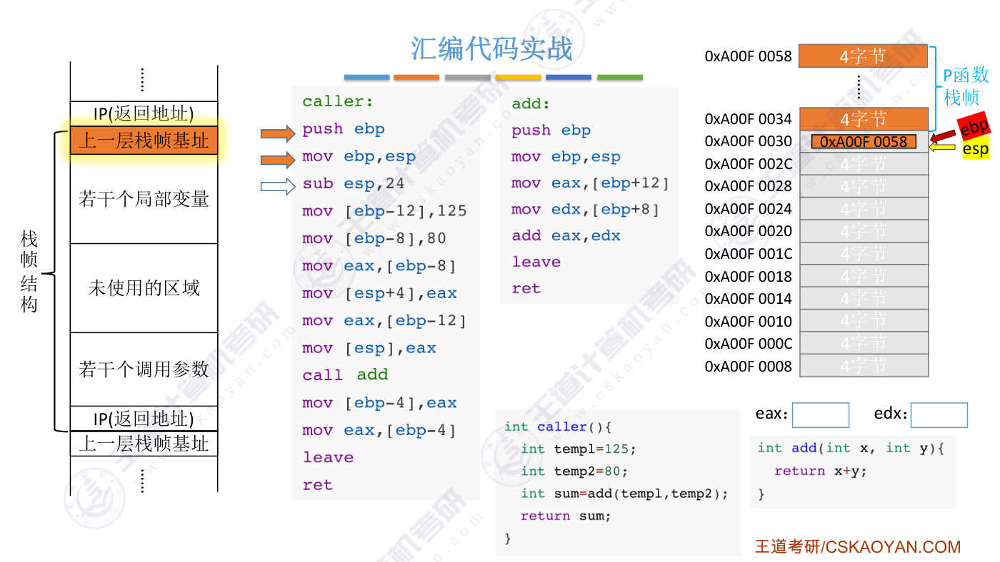 汇编代码实战
IP(返回地址)
上一层栈帧基址
若干个局部变量
未使用的区域
若干个调用参数
IP(返回地址)
上一层栈帧基址
栈帧结构
caller:
push ebp
mov ebp,esp
sub esp,24
mov [ebp-12],125
mov [ebp-8],80
mov eax,[ebp-8]
mov [esp+4],eax
mov eax,[ebp-12]
mov [esp],eax
call add
mov [ebp-4],eax
mov eax,[ebp-4]
leave
ret
add:
push ebp
mov ebp,esp
mov eax,[ebp+12]
mov edx,[ebp+8]
add eax,edx
leave
ret
int caller(){
int temp1=125;
int temp2=80;
int sum=add(temp1,temp2);
return sum;
}
0xA00F 0058 4字节
P函数
栈帧
0xA00F 0034 4字节
0xA00F 0030 0xA00F 0058
ebp
esp
0xA00F 002C 4字节
0xA00F 0028 4字节
0xA00F 0024 4字节
0xA00F 0020 4字节
0xA00F 001C 4字节
0xA00F 0018 4字节
0xA00F 0014 4字节
0xA00F 0010 4字节
0xA00F 000C 4字节
0xA00F 0008 4字节
eax: edx:
int add(int x, int y){
return x+y;
}
王道考研/CSKAOYAN.COM